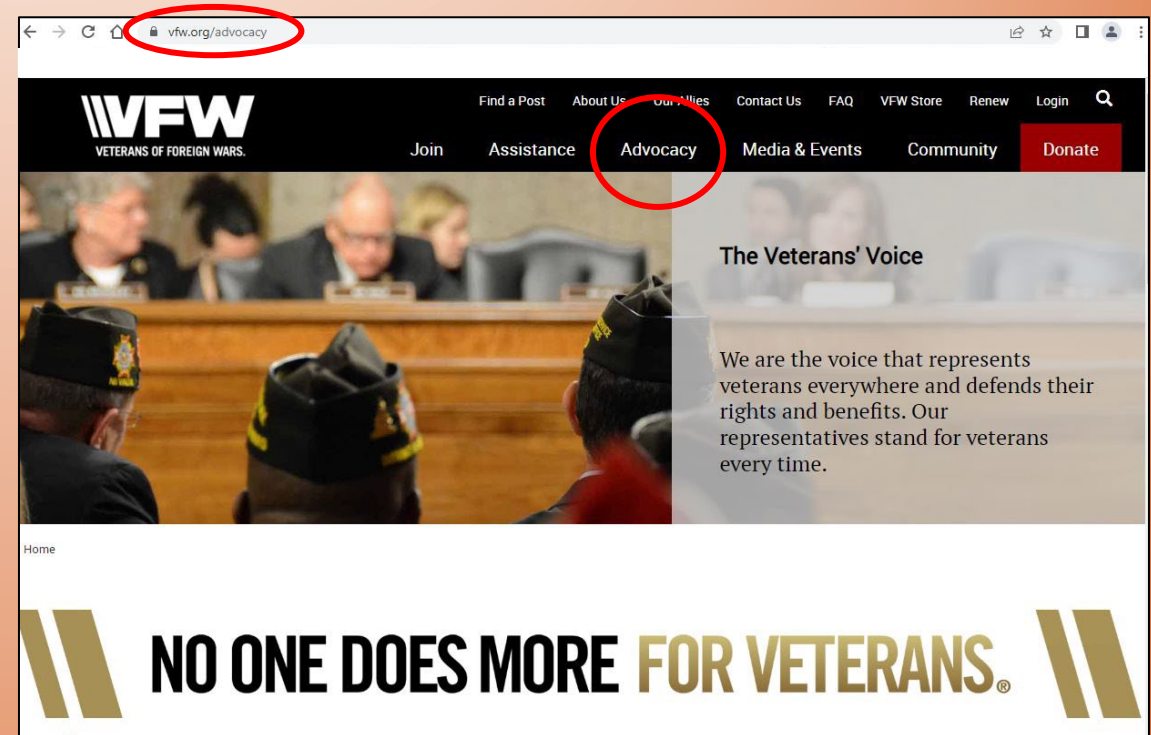 vfw.org/advocacy
Find a Post About Us Our Allies Contact Us FAQ VFW Store Renew Login
VFW
VETERANS OF FOREIGN WARS.
Join Assistance Advocacy Media & Events Community Donate
The Veterans' Voice
We are the voice that represents
veterans everywhere and defends their
rights and benefits. Our
representatives stand for veterans
every time.
Home
NO ONE DOES MORE FOR VETERANS.®